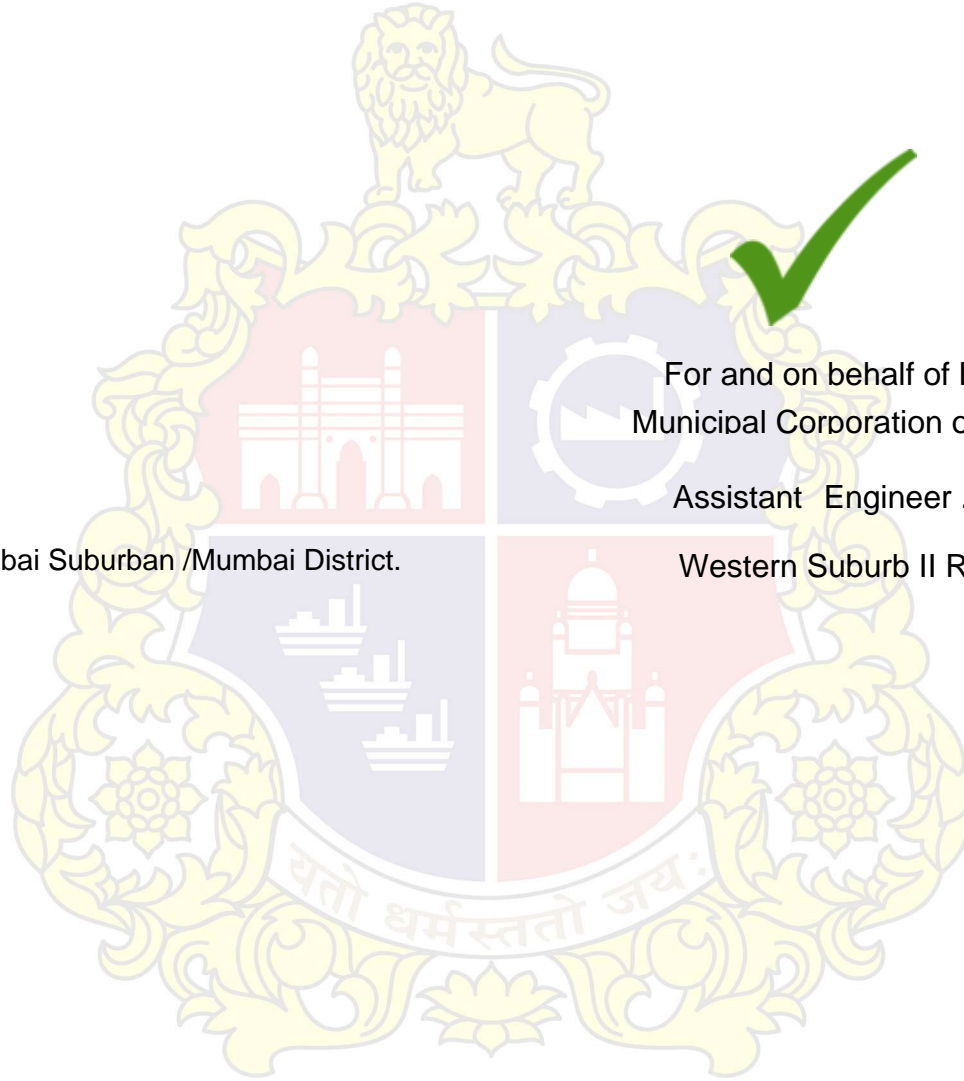 For and on behalf of
Municipal Corporation
Assistant Engineer
bai Suburban /Mumbai District.
Western Suburb II R
यतो धर्मस्ततो जय: